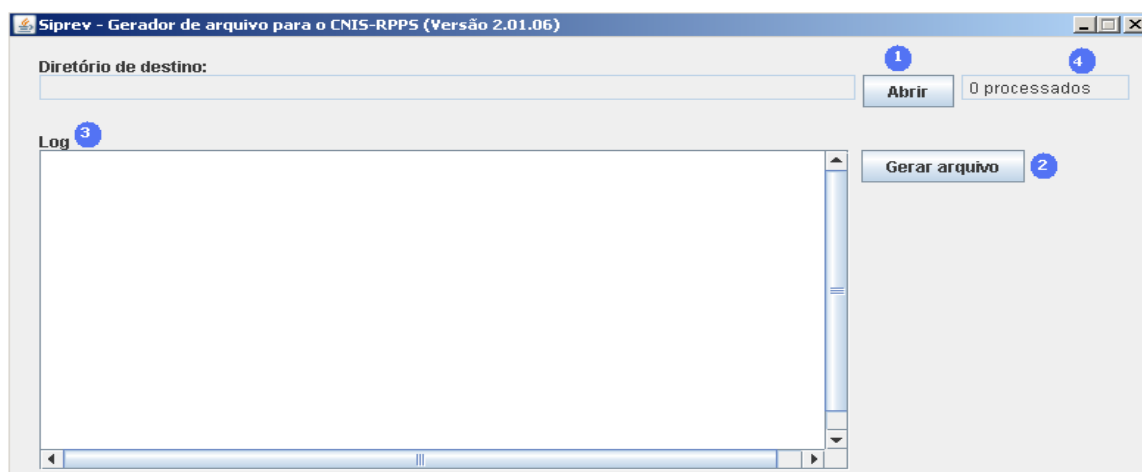 Siprev - Gerador de arquivo para o CNIS-RPPS (Versão 2.01.06)
1
4
Diretório de destino:
Abrir
0 processados
Log
3
Gerar arquivo
2